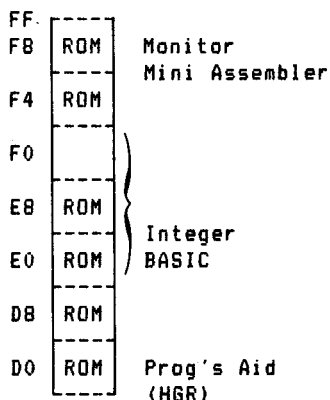 FF
F8 ROM Monitor
Mini Assembler
F4 ROM
F0
E8 ROM
Integer
E0 ROM BASIC
D8 ROM
D0 ROM Prog's Aid
(HGR)